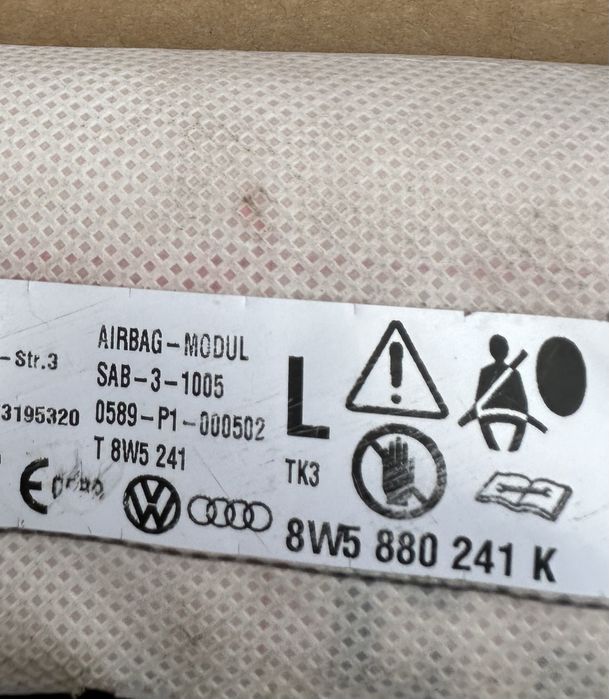 -Str.3
3195320
AIRBAG-MODUL
SAB-3-1005
0589-P1-000502
T 8W5 241
L
TK3
8W5 880 241 K